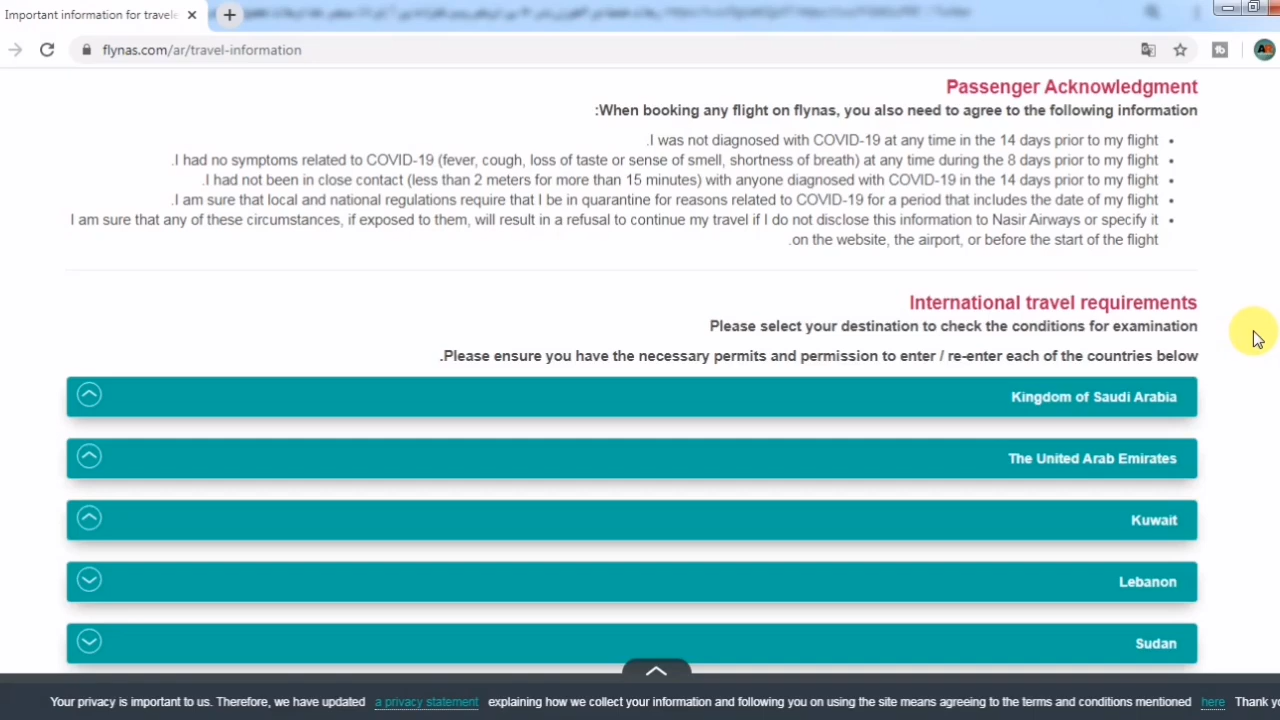 Important information for travele
flynas.com/ar/travel-information
Passenger Acknowledgment
:When booking any flight on flynas, you also need to agree to the following information
.I was not diagnosed with COVID-19 at any time in the 14 days prior to my flight •
.I had no symptoms related to COVID-19 (fever, cough, loss of taste or sense of smell, shortness of breath) at any time during the 8 days prior to my flight •
.I had not been in close contact (less than 2 meters for more than 15 minutes) with anyone diagnosed with COVID-19 in the 14 days prior to my flight •
.I am sure that local and national regulations require that I be in quarantine for reasons related to COVID-19 for a period that includes the date of my flight •
I am sure that any of these circumstances, if exposed to them, will result in a refusal to continue my travel if I do not disclose this information to Nasir Airways or specify it •
.on the website, the airport, or before the start of the flight
International travel requirements
Please select your destination to check the conditions for examination
.Please ensure you have the necessary permits and permission to enter / re-enter each of the countries below
Kingdom of Saudi Arabia
The United Arab Emirates
Kuwait
Lebanon
Sudan
Your privacy is important to us. Therefore, we have updated a privacy statement explaining how we collect your information and following you on using the site means agreeing to the terms and conditions mentioned here Thank y